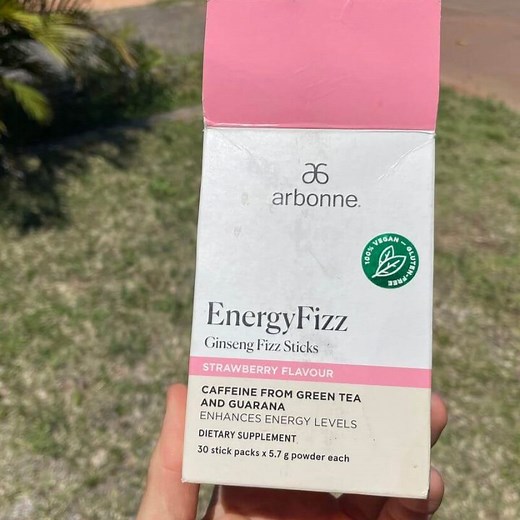 arbonne.
100% VEGAN – GLUTEN-FREE
EnergyFizz
Ginseng Fizz Sticks
STRAWBERRY FLAVOUR
CAFFEINE FROM GREEN TEA
AND GUARANA
ENHANCES ENERGY LEVELS
DIETARY SUPPLEMENT
30 stick packs x 5.7 g powder each